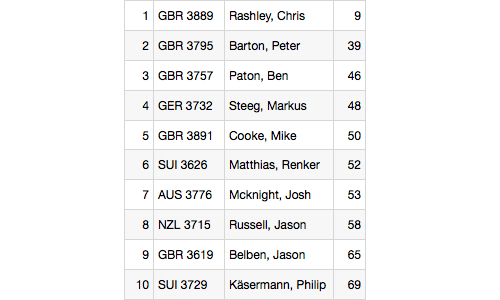 1 GBR 3889 Rashley, Chris 9
2 GBR 3795 Barton, Peter 39
3 GBR 3757 Paton, Ben 46
4 GER 3732 Steeg, Markus 48
5 GBR 3891 Cooke, Mike 50
6 SUI 3626 Matthias, Renker 52
7 AUS 3776 Mcknight, Josh 53
8 NZL 3715 Russell, Jason 58
9 GBR 3619 Belben, Jason 65
10 SUI 3729 Käsermann, Philip 69